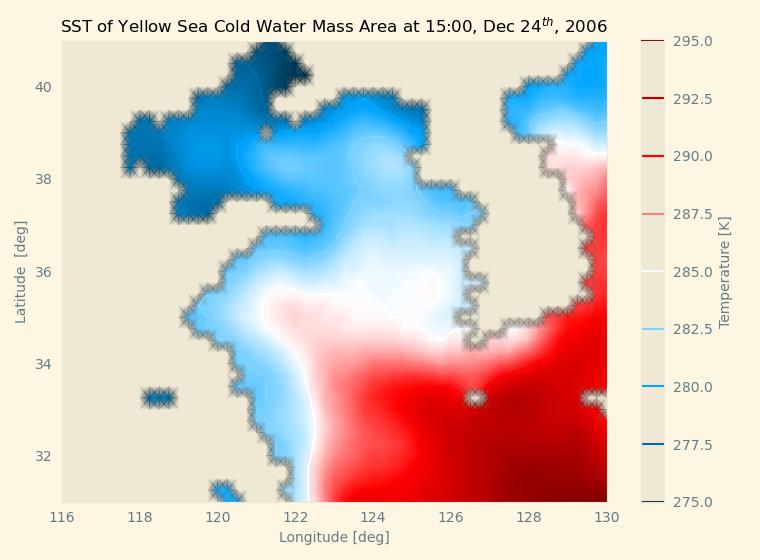 SST of Yellow Sea Cold Water Mass Area at 15:00, Dec 24th, 2006
295.0
40
292.5
290.0
38
287.5
Latitude [deg]
36
285.0
Temperature [K]
282.5
34
280.0
32
277.5
275.0
116 118 120 122 124 126 128 130
Longitude [deg]